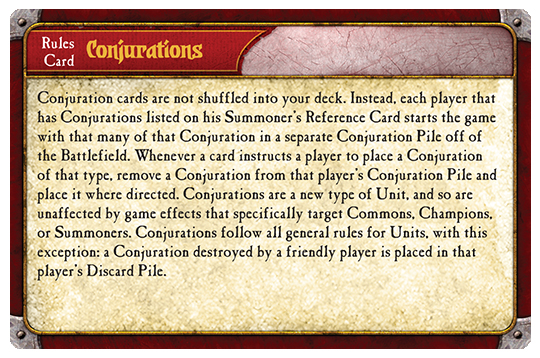 Rules
Card
Conjurations
Conjuration cards are not shuffled into your deck. Instead, each player that
has Conjurations listed on his Summoner's Reference Card starts the game
with that many of that Conjuration in a separate Conjuration Pile off of
the Battlefield. Whenever a card instructs a player to place a Conjuration
of that type, remove a Conjuration from that player's Conjuration Pile and
place it where directed. Conjurations are a new type of Unit, and so are
unaffected by game effects that specifically target Commons, Champions,
or Summoners. Conjurations follow all general rules for Units, with this
exception: a Conjuration destroyed by a friendly player is placed in that
player's Discard Pile.